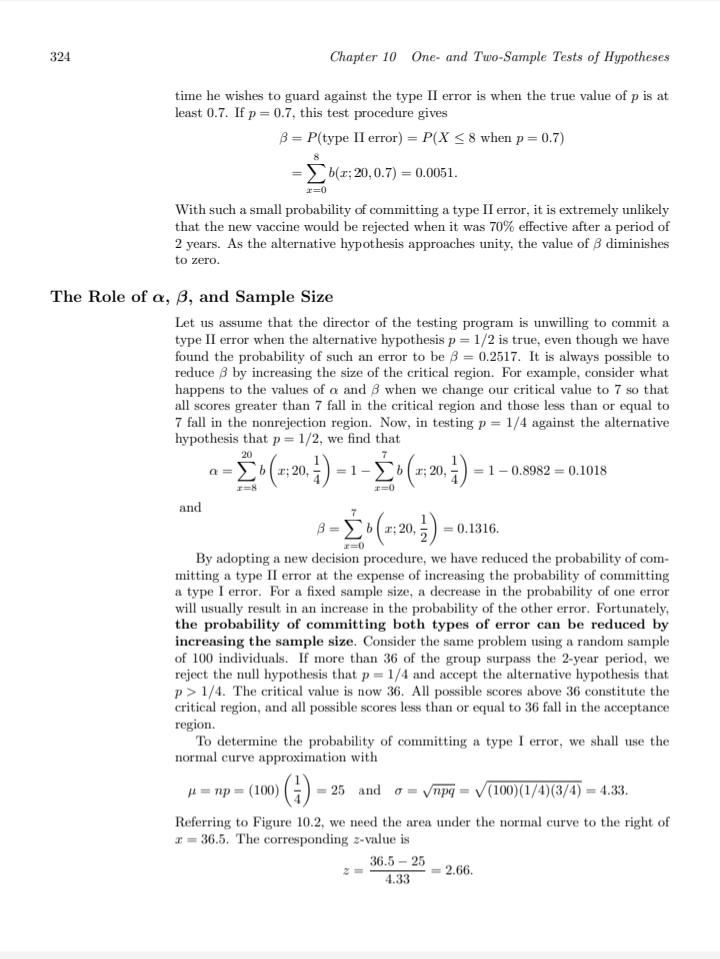 324
Chapter 10 One- and Two-Sample Tests of Hypotheses
time he wishes to guard against the type II error is when the true value of p is at
least 0.7. If p = 0.7, this test procedure gives
β = P(type II error) = P(X ≤ 8 when p = 0.7)
= ∑_{x=0}^{8} b(x; 20, 0.7) = 0.0051.
With such a small probability of committing a type II error, it is extremely unlikely
that the new vaccine would be rejected when it was 70% effective after a period of
2 years. As the alternative hypothesis approaches unity, the value of β diminishes
to zero.
The Role of α, β, and Sample Size
Let us assume that the director of the testing program is unwilling to commit a
type II error when the alternative hypothesis p = 1/2 is true, even though we have
found the probability of such an error to be β = 0.2517. It is always possible to
reduce β by increasing the size of the critical region. For example, consider what
happens to the values of α and β when we change our critical value to 7 so that
all scores greater than 7 fall in the critical region and those less than or equal to
7 fall in the nonrejection region. Now, in testing p = 1/4 against the alternative
hypothesis that p = 1/2, we find that
α = ∑_{x=8}^{20} b(x; 20, 1/4) = 1 − ∑_{x=0}^{7} b(x; 20, 1/4) = 1 − 0.8982 = 0.1018
and
β = ∑_{x=0}^{7} b(x; 20, 1/2) = 0.1316.
By adopting a new decision procedure, we have reduced the probability of com-
mitting a type II error at the expense of increasing the probability of committing
a type I error. For a fixed sample size, a decrease in the probability of one error
will usually result in an increase in the probability of the other error. Fortunately,
the probability of committing both types of error can be reduced by
increasing the sample size. Consider the same problem using a random sample
of 100 individuals. If more than 36 of the group surpass the 2-year period, we
reject the null hypothesis that p = 1/4 and accept the alternative hypothesis that
p > 1/4. The critical value is now 36. All possible scores above 36 constitute the
critical region, and all possible scores less than or equal to 36 fall in the acceptance
region.
To determine the probability of committing a type I error, we shall use the
normal curve approximation with
μ = np = (100)(1/4) = 25 and σ = √npq = √(100)(1/4)(3/4) = 4.33.
Referring to Figure 10.2, we need the area under the normal curve to the right of
x = 36.5. The corresponding z-value is
z = (36.5 − 25)/4.33 = 2.66.